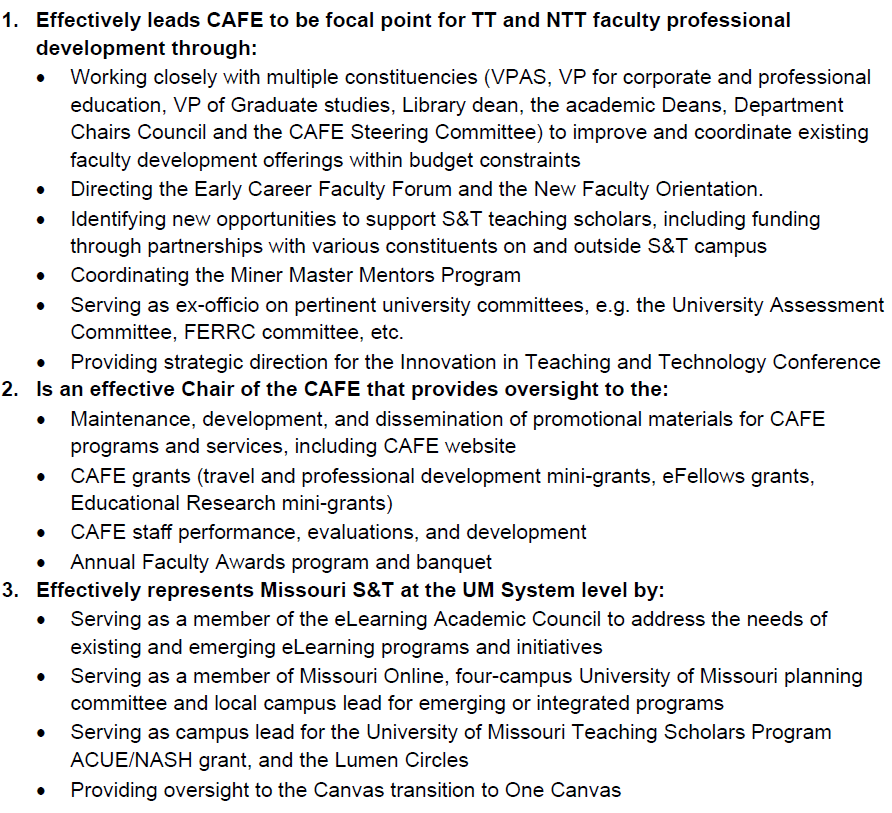 1. Effectively leads CAFE to be focal point for TT and NTT faculty professional
development through:
• Working closely with multiple constituencies (VPAS, VP for corporate and professional
education, VP of Graduate studies, Library dean, the academic Deans, Department
Chairs Council and the CAFE Steering Committee) to improve and coordinate existing
faculty development offerings within budget constraints
• Directing the Early Career Faculty Forum and the New Faculty Orientation.
• Identifying new opportunities to support S&T teaching scholars, including funding
through partnerships with various constituents on and outside S&T campus
• Coordinating the Miner Master Mentors Program
• Serving as ex-officio on pertinent university committees, e.g. the University Assessment
Committee, FERRC committee, etc.
• Providing strategic direction for the Innovation in Teaching and Technology Conference
2. Is an effective Chair of the CAFE that provides oversight to the:
• Maintenance, development, and dissemination of promotional materials for CAFE
programs and services, including CAFE website
• CAFE grants (travel and professional development mini-grants, eFellows grants,
Educational Research mini-grants)
• CAFE staff performance, evaluations, and development
• Annual Faculty Awards program and banquet
3. Effectively represents Missouri S&T at the UM System level by:
• Serving as a member of the eLearning Academic Council to address the needs of
existing and emerging eLearning programs and initiatives
• Serving as a member of Missouri Online, four-campus University of Missouri planning
committee and local campus lead for emerging or integrated programs
• Serving as campus lead for the University of Missouri Teaching Scholars Program
ACUE/NASH grant, and the Lumen Circles
• Providing oversight to the Canvas transition to One Canvas